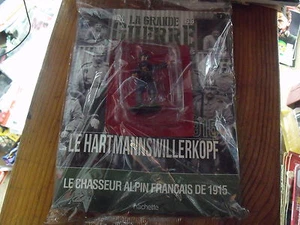 LA GRANDE
GUERRE
LE HARTMANNSWILLERKOPF
LE CHASSEUR ALPIN FRANÇAIS DE 1915
hachette